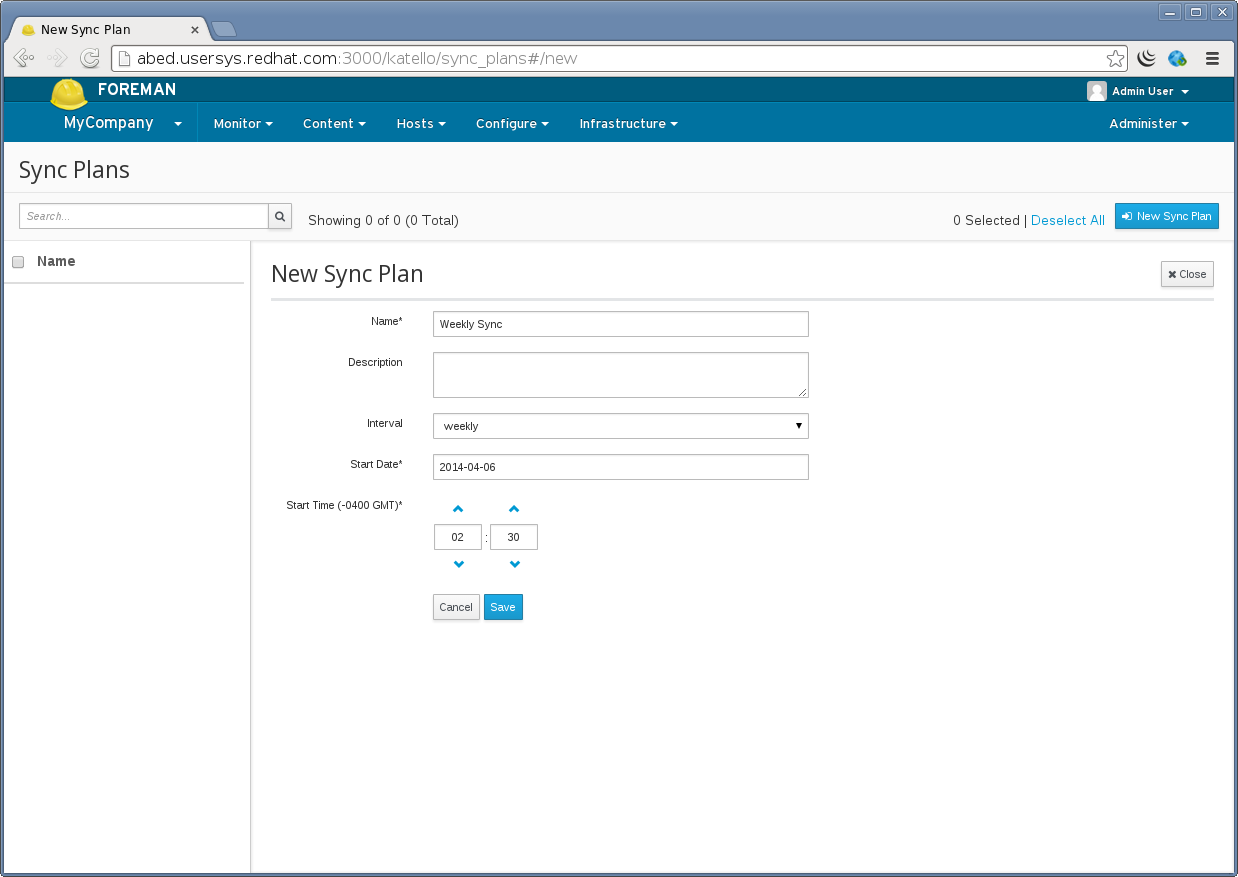 New Sync Plan
abed.usersys.redhat.com:3000/katello/sync_plans#/new
FOREMAN
Admin User
MyCompany
Monitor
Content
Hosts
Configure
Infrastructure
Administer
Sync Plans
Search...
Showing 0 of 0 (0 Total)
0 Selected | Deselect All
New Sync Plan
Name
New Sync Plan
Close
Name*
Weekly Sync
Description
Interval
weekly
Start Date*
2014-04-06
Start Time (-0400 GMT)*
02 : 30
Cancel
Save